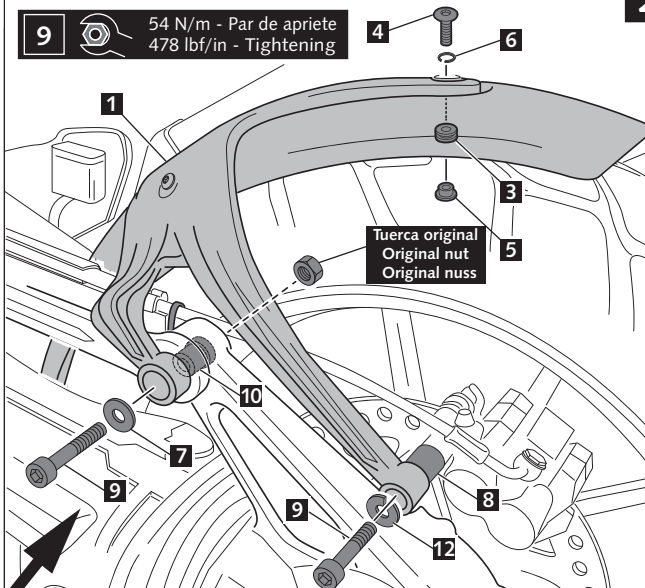 9
54 N/m - Par de apriete
478 lbf/in - Tightening
4
6
1
3
5
Tuerca original
Original nut
Original nuss
10
7
9
8
9
12